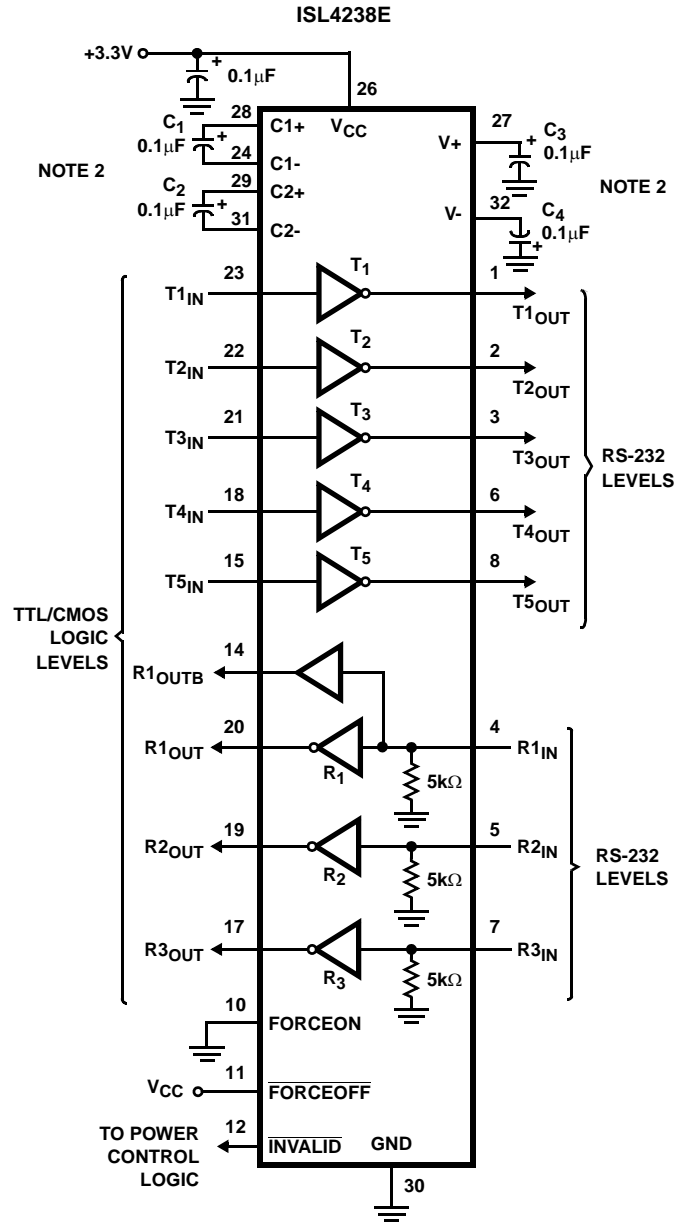 ISL4238E
+3.3V
+
0.1µF
26
28
C1
0.1µF
+
24
C1+
C1-
VCC
27
V+
+
C3
0.1µF
NOTE 2
29
C2
0.1µF
+
31
C2+
C2-
32
V-
C4
0.1µF
+
NOTE 2
T1IN
23
T1
1
T1OUT
T2IN
22
T2
2
T2OUT
T3IN
21
T3
3
T3OUT
T4IN
18
T4
6
T4OUT
T5IN
15
T5
8
T5OUT
RS-232
LEVELS
TTL/CMOS
LOGIC
LEVELS
R1OUTB
14
R1OUT
20
R1
5kΩ
4
R1IN
R2OUT
19
R2
5kΩ
5
R2IN
R3OUT
17
R3
5kΩ
7
R3IN
RS-232
LEVELS
10
FORCEON
VCC
11
FORCEOFF
TO POWER
CONTROL
LOGIC
12
INVALID
GND
30